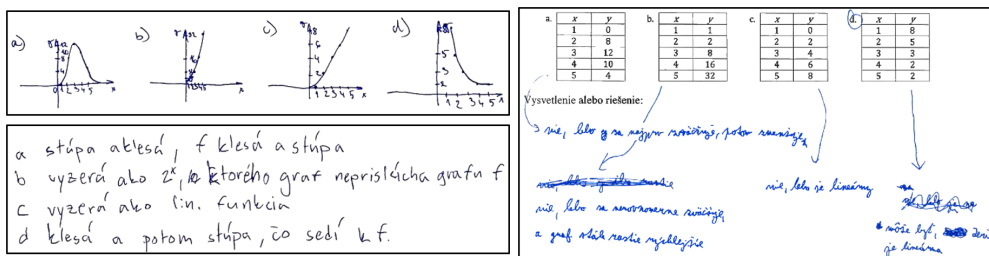 a)
b)
c)
d)
a stúpa a klesá, f klesá a stúpa
b vyzerá ako 2ˣ, ktorého graf neprislúcha grafu f
c vyzerá ako lin. funkcia
d klesá a potom stúpa, čo sedí k f.
a. x y
1 0
2 8
3 12
4 10
5 4
b. x y
1 1
2 2
3 8
4 16
5 32
c. x y
1 0
2 2
3 4
4 6
5 8
d. x y
1 8
2 5
3 3
4 2
5 2
Vysvetlenie alebo riešenie:
nie, lebo y sa najprv zväčšuje, potom zmenšuje
nie, lebo je lineárny
nie, lebo sa nerovnomerne zväčšuje,
a graf stále rastie rýchlejšie
môže byť,
je lineárna